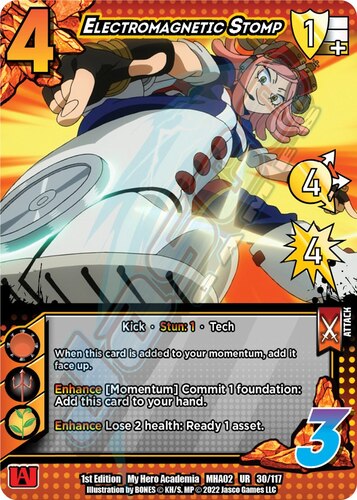 4
ELECTROMAGNETIC STOMP
1
+
4
4
Kick · Stun: 1 · Tech
ATTACK
When this card is added to your momentum, add it
face up.
Enhance [Momentum] Commit 1 foundation:
Add this card to your hand.
Enhance Lose 2 health: Ready 1 asset.
3
1st Edition My Hero Academia MHA02 UR 30/117
Illustration by BONES © KH/S. MP © 2022 Jasco Games LLC